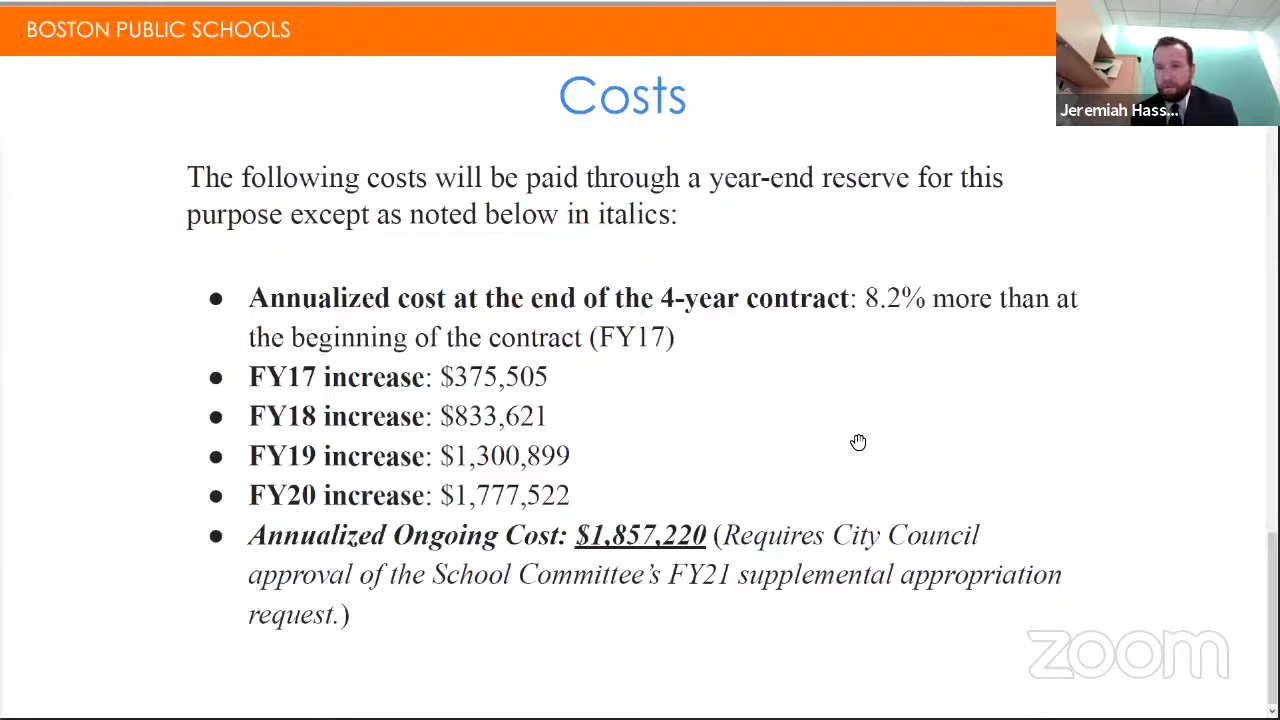 BOSTON PUBLIC SCHOOLS
Jeremiah Hass...
Costs
The following costs will be paid through a year-end reserve for this
purpose except as noted below in italics:
● Annualized cost at the end of the 4-year contract: 8.2% more than at
the beginning of the contract (FY17)
● FY17 increase: $375,505
● FY18 increase: $833,621
● FY19 increase: $1,300,899
● FY20 increase: $1,777,522
● Annualized Ongoing Cost: $1,857,220 (Requires City Council
approval of the School Committee’s FY21 supplemental appropriation
request.)
zoom